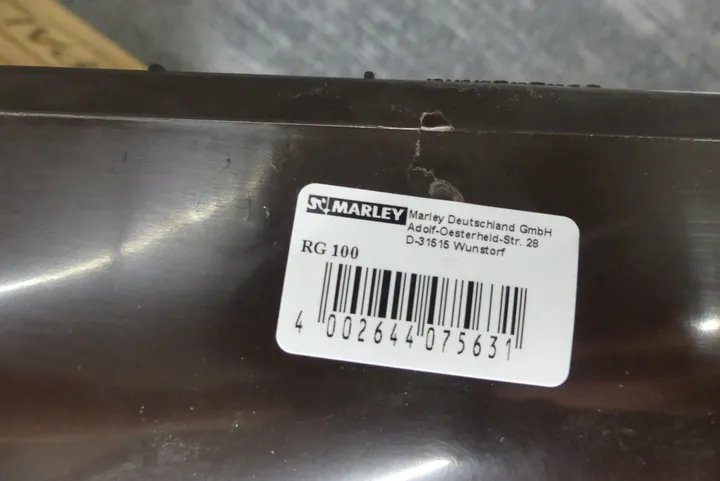 MARLEY
Marley Deutschland GmbH
Adolf-Oesterheld-Str. 28
D-31515 Wunstorf
RG 100
4 002644 075631